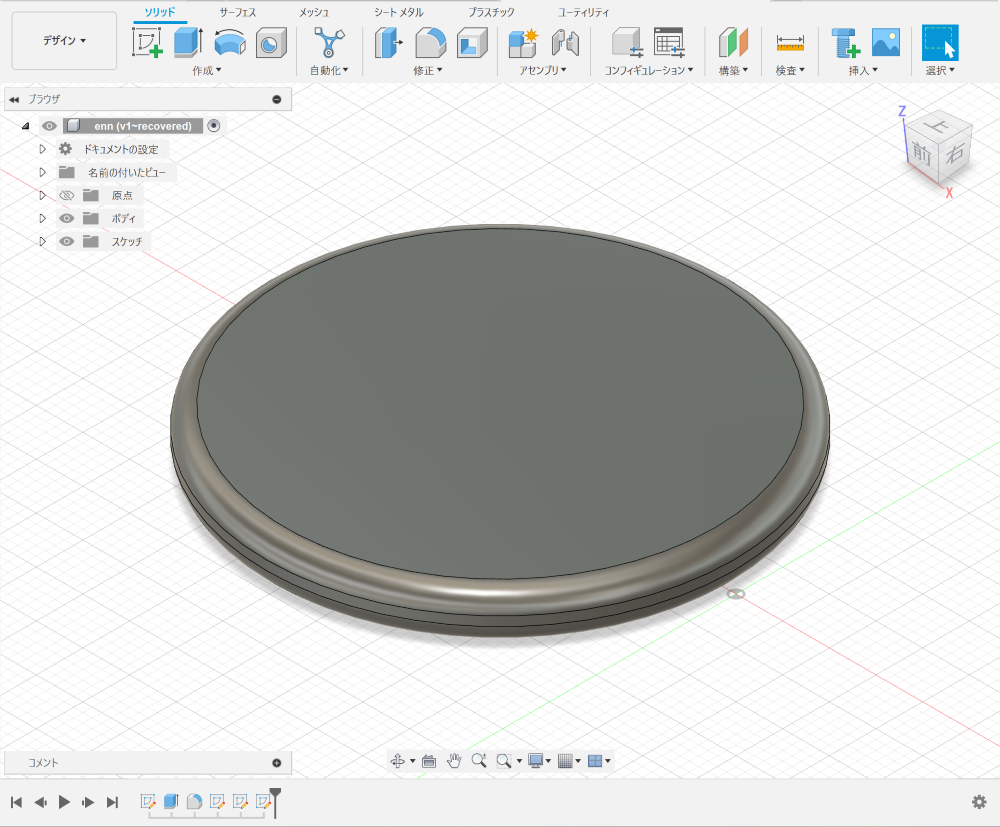 ソリッド サーフェス メッシュ シート メタル プラスチック ユーティリティ
デザイン
作成 自動化 修正 アセンブリ コンフィギュレーション 構築 検査 挿入 選択
ブラウザ
enn (v1~recovered)
ドキュメントの設定
名前の付いたビュー
原点
ボディ
スケッチ
Z
上
前 右
X
コメント